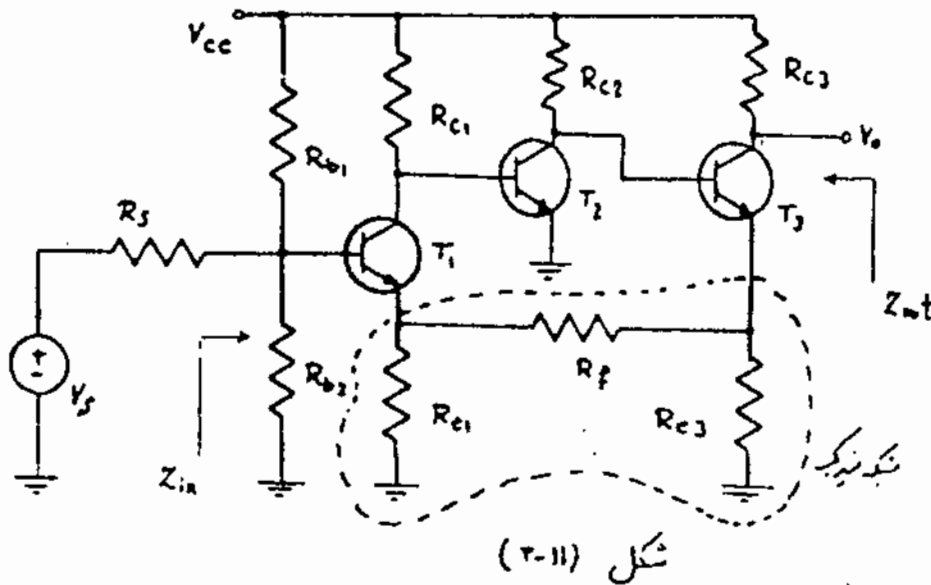 Vcc
Rc1
Rc2
Rc3
Rb1
Vo
T2
T3
Rs
T1
Zout
Rf
Vs
Rb2
Re1
Re3
Zin
شبکه فیدبک
شکل (۳-۱۱)